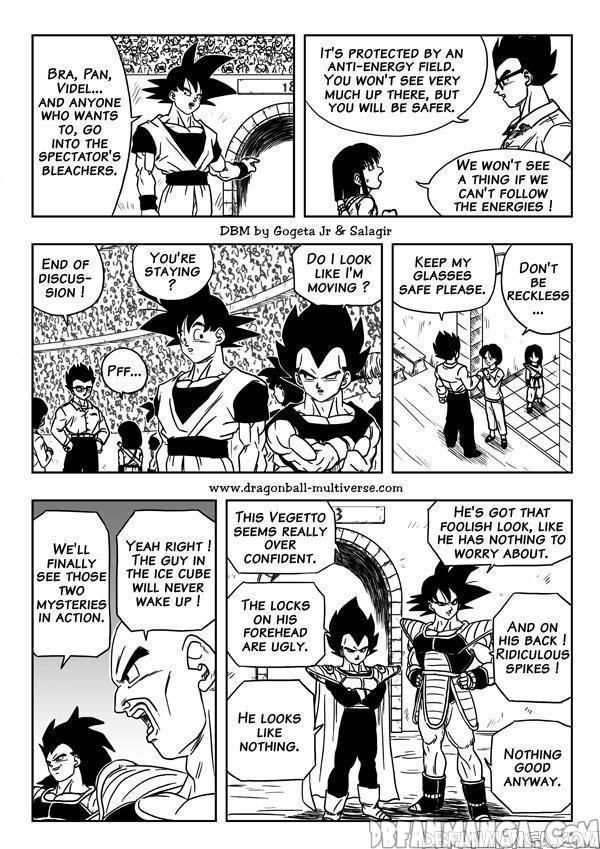 BRA, PAN,
VIDEL...
AND ANYONE
WHO WANTS
TO, GO
INTO THE
SPECTATOR'S
BLEACHERS.
18
IT'S PROTECTED BY AN
ANTI-ENERGY FIELD.
YOU WON'T SEE VERY
MUCH UP THERE, BUT
YOU WILL BE SAFER.
WE WON'T SEE
A THING IF WE
CAN'T FOLLOW
THE ENERGIES !
DBM by Gogeta Jr & Salagir
END OF
DISCUS-
SION !
PFF...
YOU'RE
STAYING
?
DO I LOOK
LIKE I'M
MOVING ?
KEEP MY
GLASSES
SAFE PLEASE.
DON'T
BE
RECKLESS
...
www.dragonball-multiverse.com
WE'LL
FINALLY
SEE THOSE
TWO
MYSTERIES
IN ACTION.
YEAH RIGHT !
THE GUY IN
THE ICE CUBE
WILL NEVER
WAKE UP !
THIS VEGETTO
SEEMS REALLY
OVER
CONFIDENT.
3
HE'S GOT THAT
FOOLISH LOOK, LIKE
HE HAS NOTHING TO
WORRY ABOUT.
THE LOCKS
ON HIS
FOREHEAD
ARE UGLY.
AND ON
HIS BACK !
RIDICULOUS
SPIKES !
HE LOOKS
LIKE
NOTHING.
NOTHING
GOOD
ANYWAY.
DBFANMANGA.COM